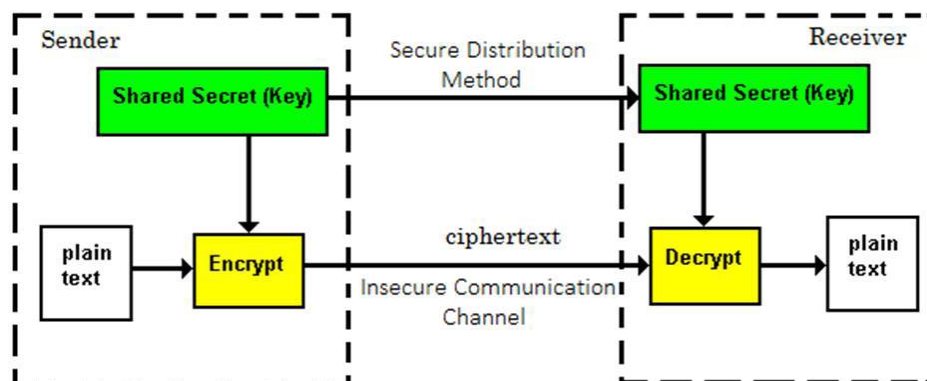 Sender
Receiver
Secure Distribution
Method
Shared Secret (Key)
Shared Secret (Key)
plain
text
Encrypt
ciphertext
Insecure Communication
Channel
Decrypt
plain
text